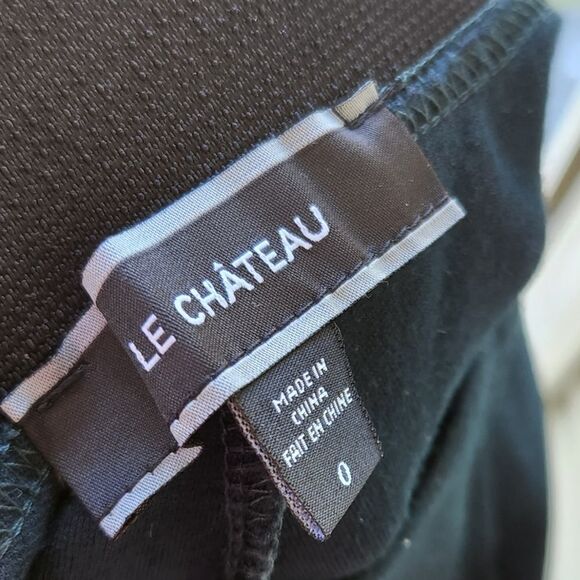 LE CHÂTEAU
MADE IN
CHINA
FAIT EN CHINE
0